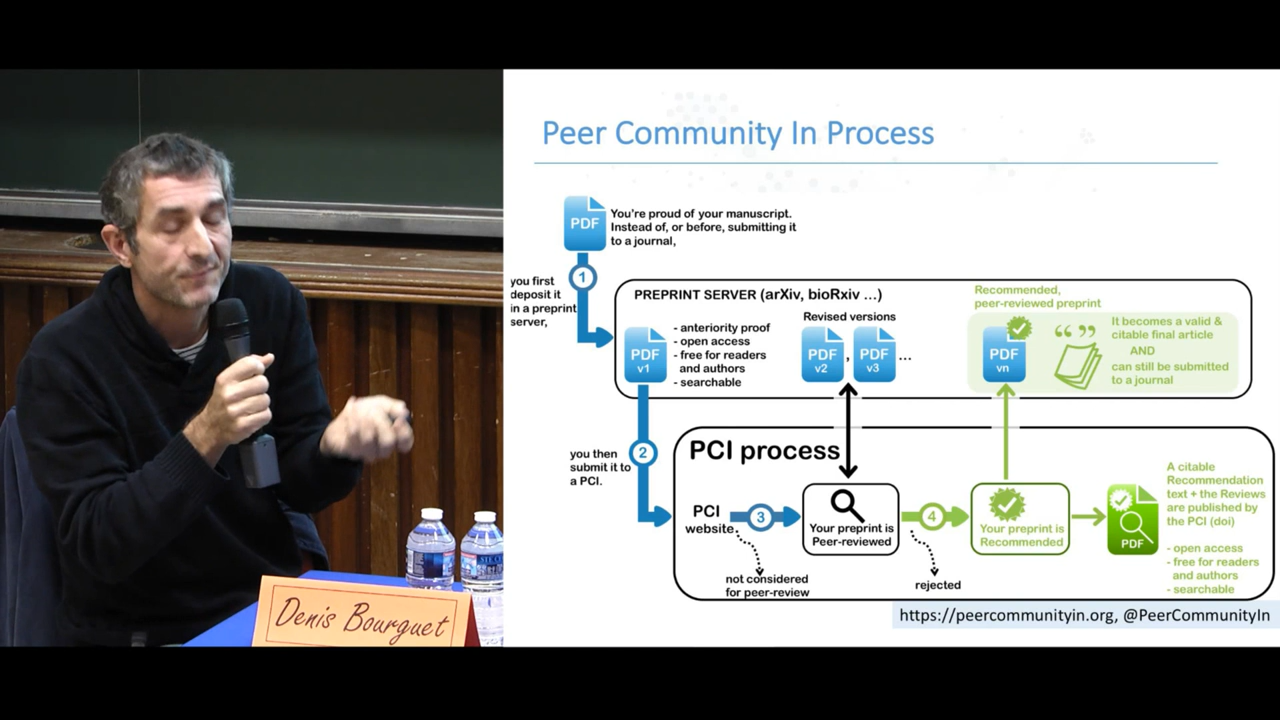 Peer Community In Process
PDF
You're proud of your manuscript.
Instead of, or before, submitting it
to a journal,
1
you first
deposit it
in a preprint
server,
PREPRINT SERVER (arXiv, bioRxiv ...)
PDF
v1
- anteriority proof
- open access
- free for readers
and authors
- searchable
Revised versions
PDF
v2
,
PDF
v3
...
Recommended,
peer-reviewed preprint
PDF
vn
It becomes a valid &
citable final article
AND
can still be submitted
to a journal
2
you then
submit it to
a PCI.
PCI process
PCI
website
3
Your preprint is
Peer-reviewed
4
Your preprint is
Recommended
PDF
A citable
Recommendation
text + the Reviews
are published by
the PCI (doi)
- open access
- free for readers
and authors
- searchable
not considered
for peer-review
rejected
https://peercommunityin.org, @PeerCommunityIn
Denis Bourguet